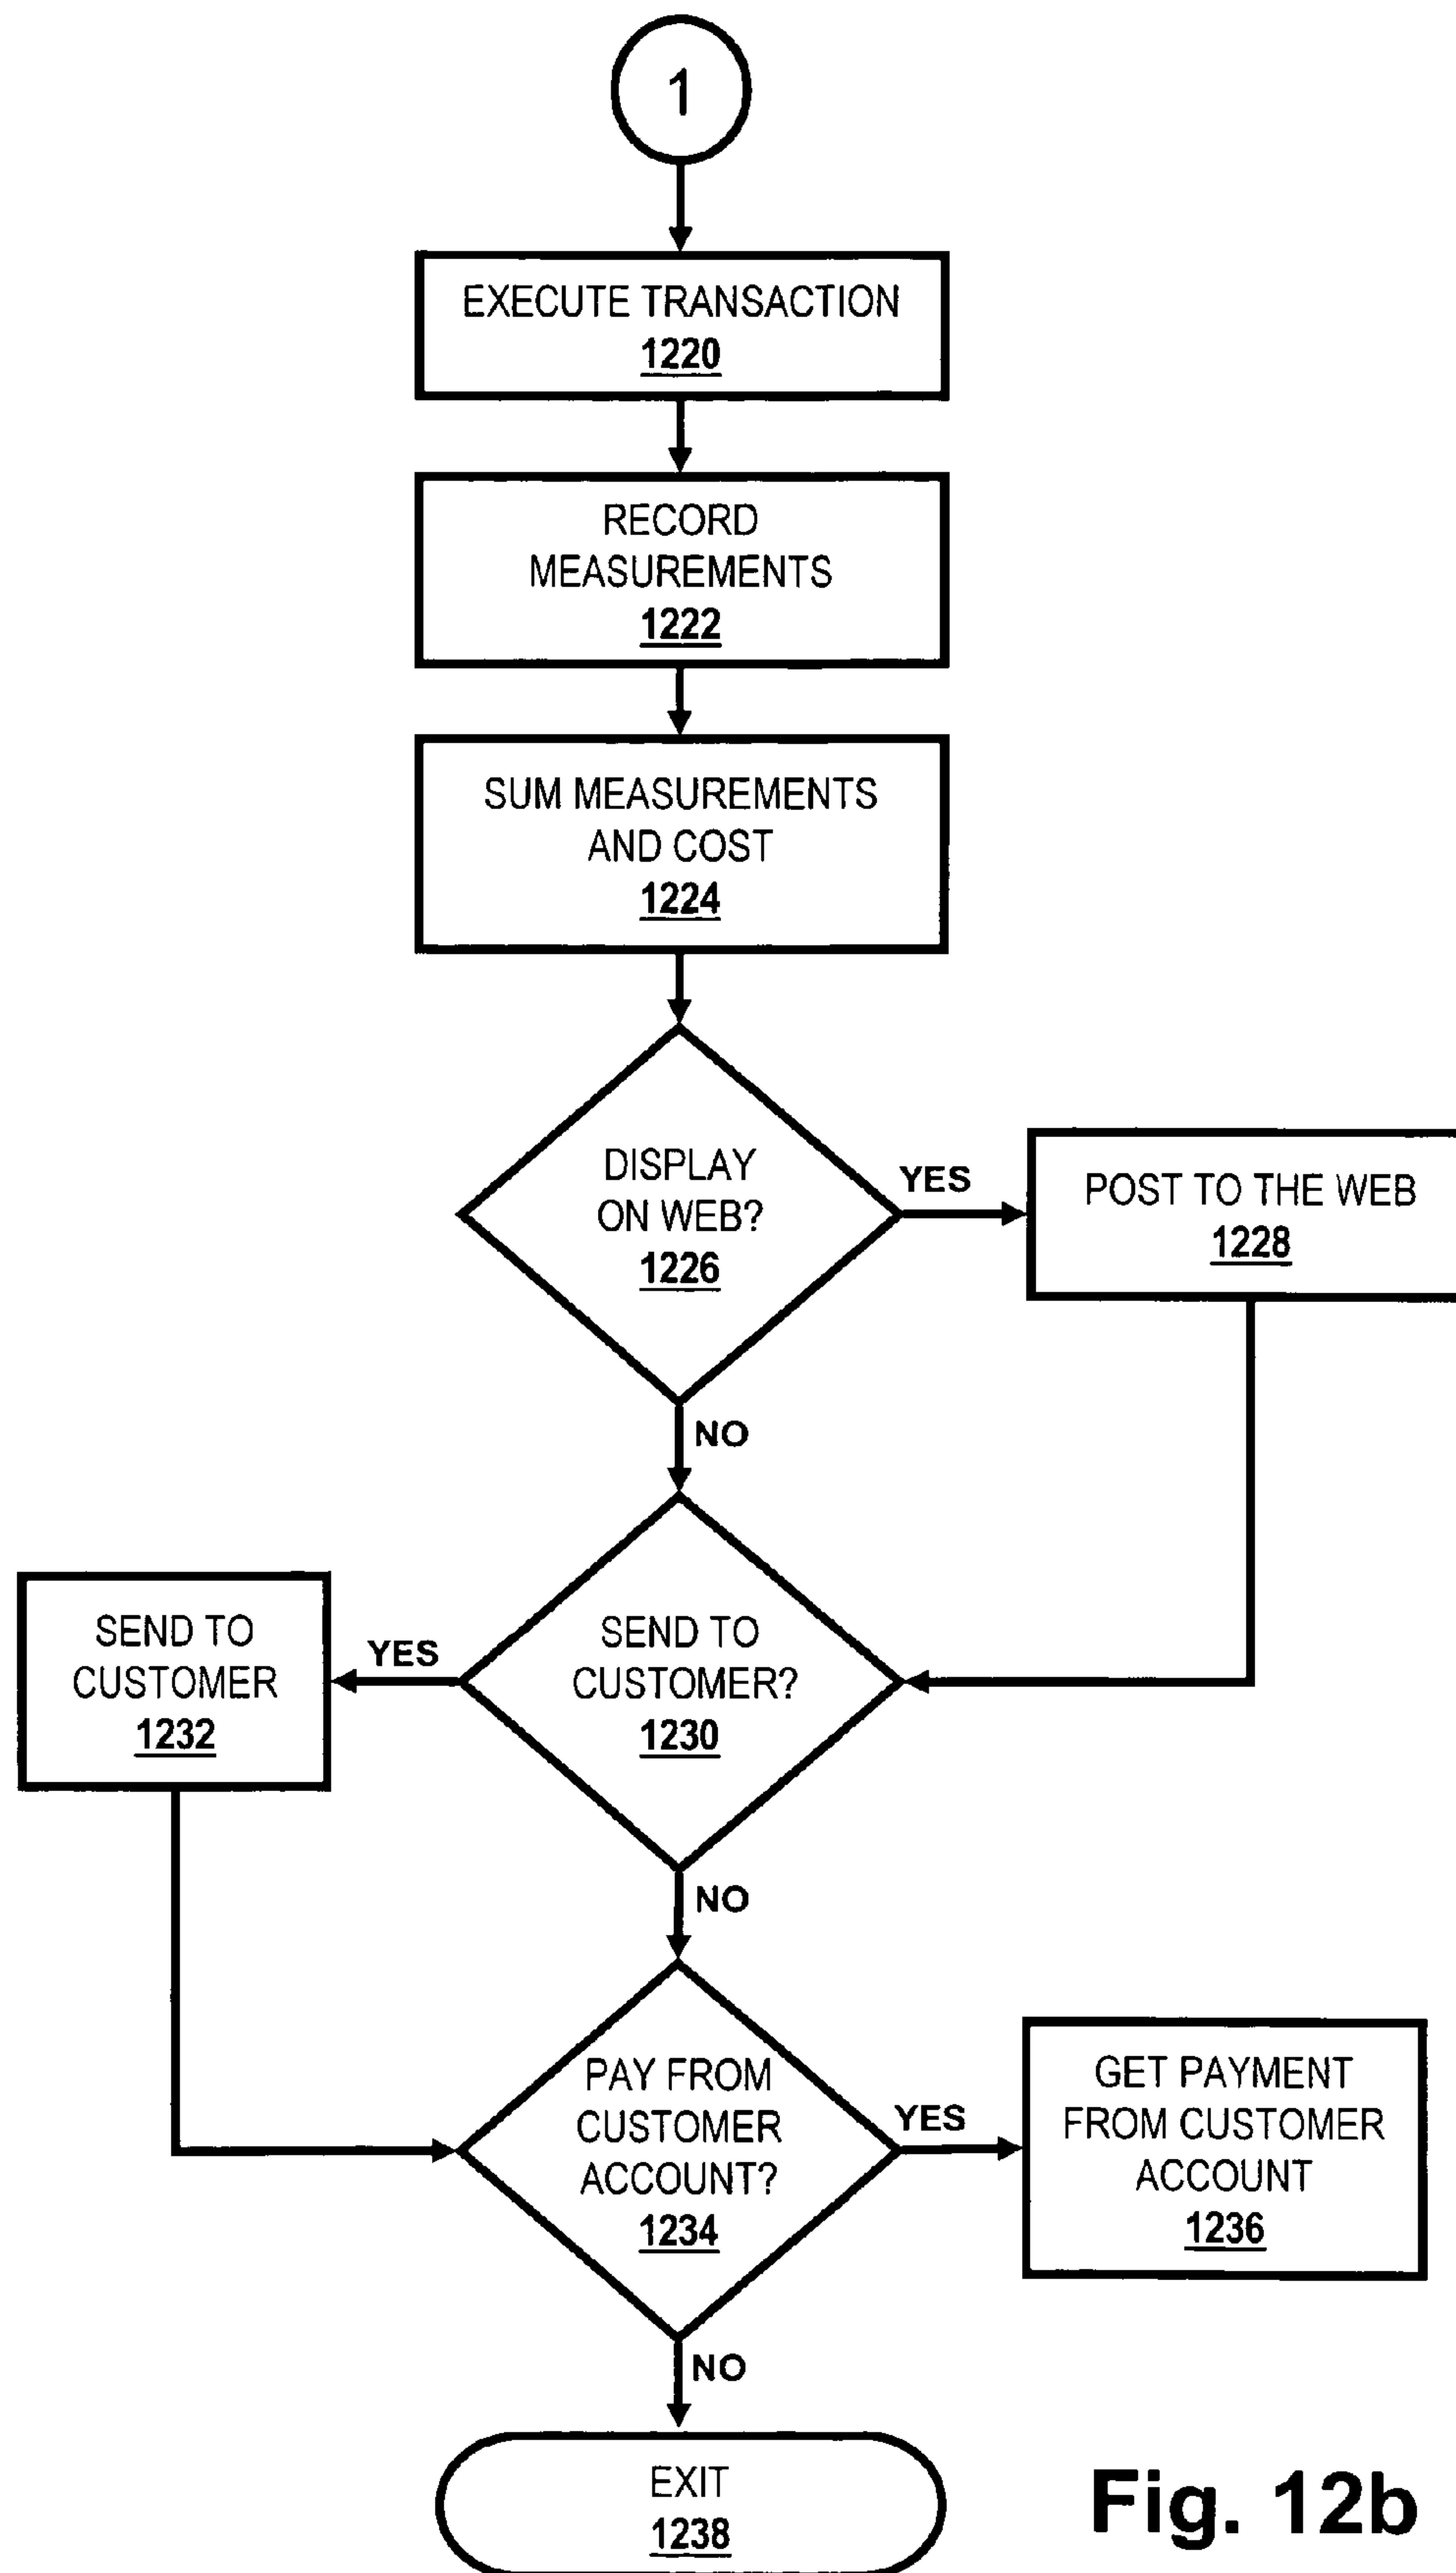 1
EXECUTE TRANSACTION
1220
RECORD
MEASUREMENTS
1222
SUM MEASUREMENTS
AND COST
1224
DISPLAY
ON WEB?
1226
YES
POST TO THE WEB
1228
NO
SEND TO
CUSTOMER?
1230
YES
SEND TO
CUSTOMER
1232
NO
PAY FROM
CUSTOMER
ACCOUNT?
1234
YES
GET PAYMENT
FROM CUSTOMER
ACCOUNT
1236
NO
EXIT
1238
Fig. 12b